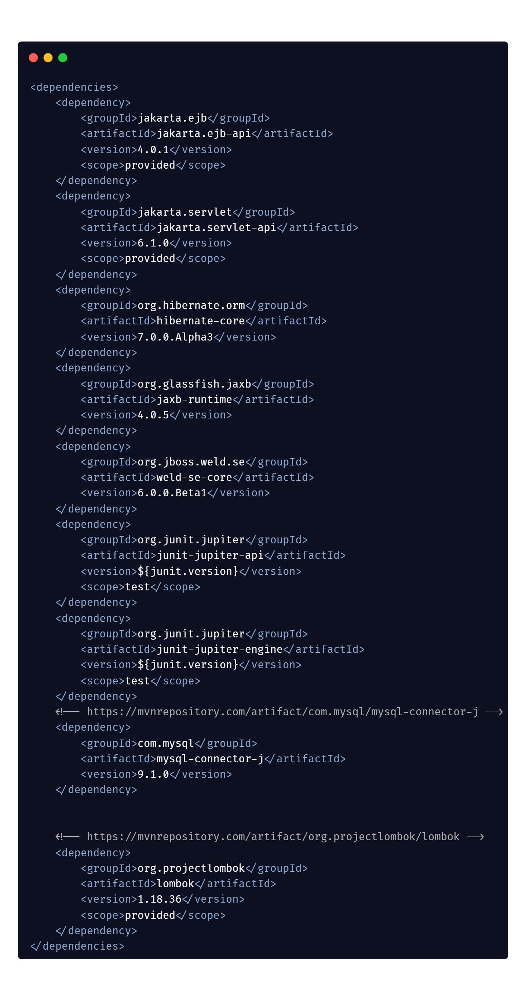 <dependencies>
    <dependency>
        <groupId>jakarta.ejb</groupId>
        <artifactId>jakarta.ejb-api</artifactId>
        <version>4.0.1</version>
        <scope>provided</scope>
    </dependency>
    <dependency>
        <groupId>jakarta.servlet</groupId>
        <artifactId>jakarta.servlet-api</artifactId>
        <version>6.1.0</version>
        <scope>provided</scope>
    </dependency>
    <dependency>
        <groupId>org.hibernate.orm</groupId>
        <artifactId>hibernate-core</artifactId>
        <version>7.0.0.Alpha3</version>
    </dependency>
    <dependency>
        <groupId>org.glassfish.jaxb</groupId>
        <artifactId>jaxb-runtime</artifactId>
        <version>4.0.5</version>
    </dependency>
    <dependency>
        <groupId>org.jboss.weld.se</groupId>
        <artifactId>weld-se-core</artifactId>
        <version>6.0.0.Beta1</version>
    </dependency>
    <dependency>
        <groupId>org.junit.jupiter</groupId>
        <artifactId>junit-jupiter-api</artifactId>
        <version>${junit.version}</version>
        <scope>test</scope>
    </dependency>
    <dependency>
        <groupId>org.junit.jupiter</groupId>
        <artifactId>junit-jupiter-engine</artifactId>
        <version>${junit.version}</version>
        <scope>test</scope>
    </dependency>
    <!-- https://mvnrepository.com/artifact/com.mysql/mysql-connector-j -->
    <dependency>
        <groupId>com.mysql</groupId>
        <artifactId>mysql-connector-j</artifactId>
        <version>9.1.0</version>
    </dependency>


    <!-- https://mvnrepository.com/artifact/org.projectlombok/lombok -->
    <dependency>
        <groupId>org.projectlombok</groupId>
        <artifactId>lombok</artifactId>
        <version>1.18.36</version>
        <scope>provided</scope>
    </dependency>
</dependencies>